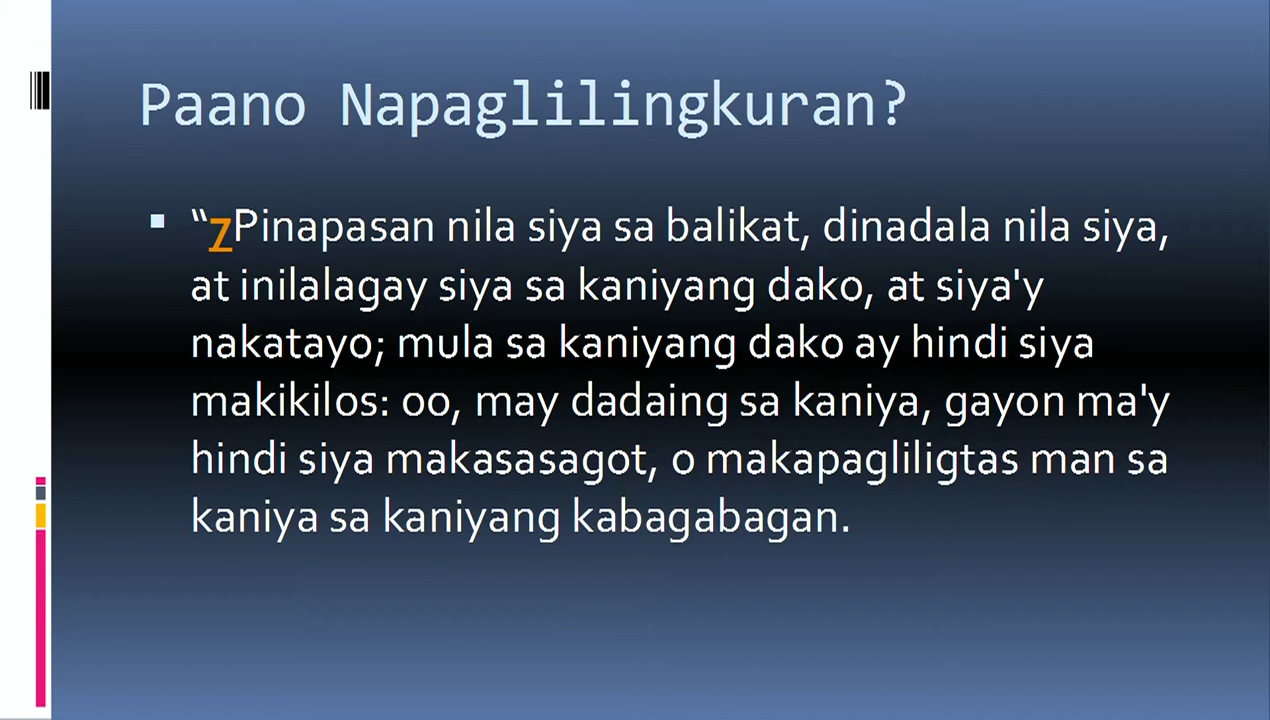 Paano Napaglilingkuran?
▪ “7Pinapasan nila siya sa balikat, dinadala nila siya,
at inilalagay siya sa kaniyang dako, at siya'y
nakatayo; mula sa kaniyang dako ay hindi siya
makikilos: oo, may dadaing sa kaniya, gayon ma'y
hindi siya makasasagot, o makapagliligtas man sa
kaniya sa kaniyang kabagabagan.